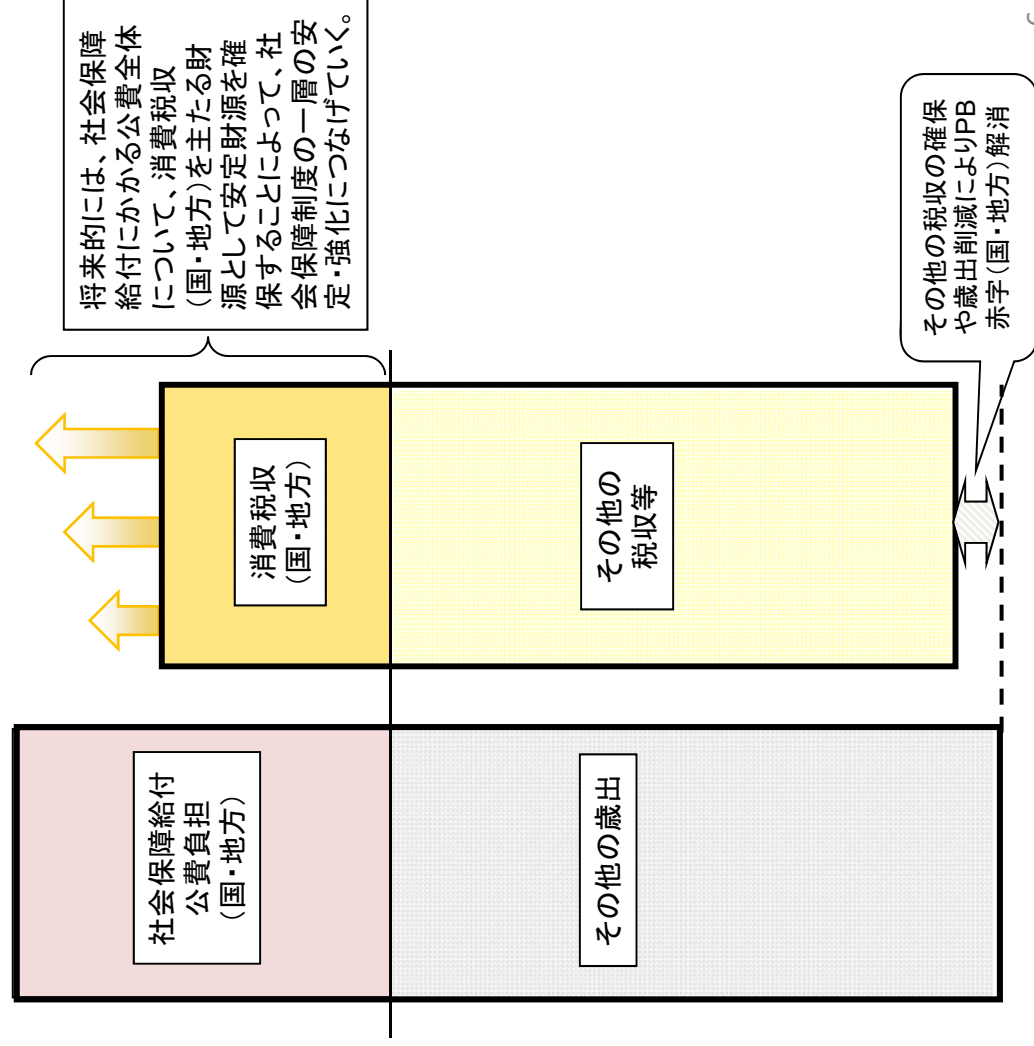 将来的には、社会保障
給付にかかる公費全体
について、消費税収
(国・地方)を主たる財
源として安定財源を確
保することによって、社
会保障制度の一層の安
定・強化につなげていく。
消費税収
(国・地方)
その他の
税収等
その他の税収の確保
や歳出削減によりPB
赤字(国・地方)解消
社会保障給付
公費負担
(国・地方)
その他の歳出